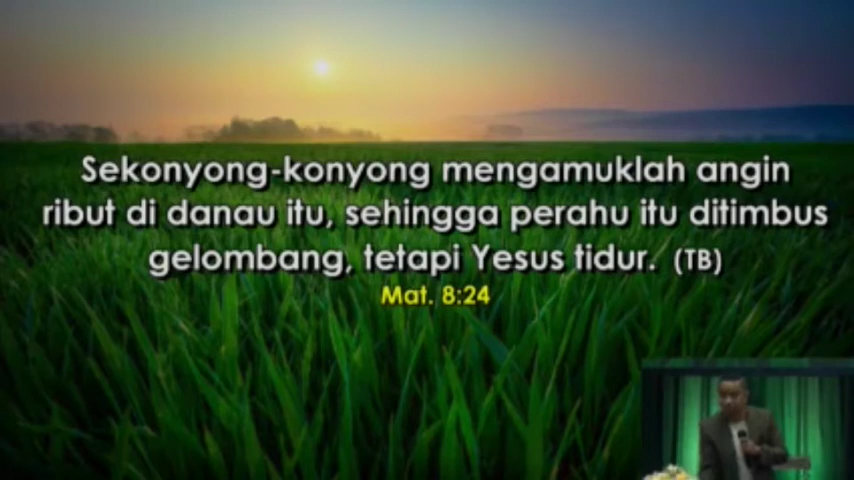 Sekonyong-konyong mengamuklah angin
ribut di danau itu, sehingga perahu itu ditimbus
gelombang, tetapi Yesus tidur. (TB)
Mat. 8:24